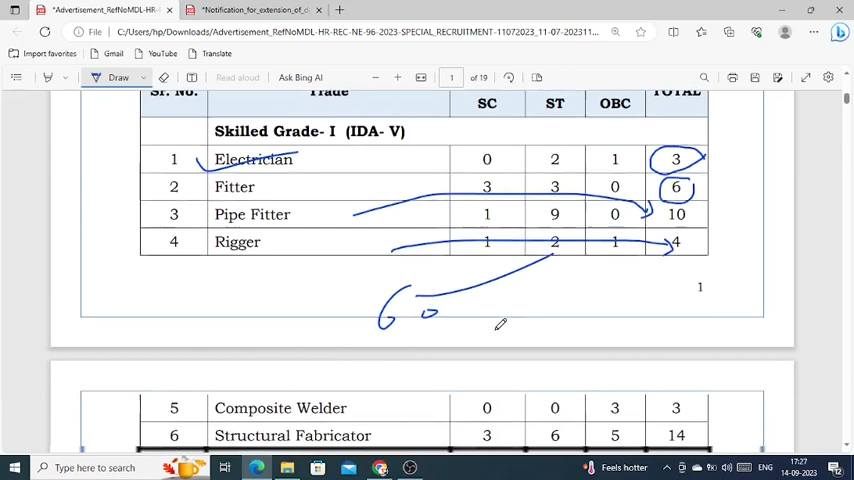 *Advertisement_RefNoMDL-HR-REC × *Notification_for_extension_of_d × +
File C:/Users/hp/Downloads/Advertisement_RefNoMDL-HR-REC-NE-96-2023-SPECIAL_RECRUITMENT-11072023_11-07-202311...
Import favorites Gmail YouTube Translate
Draw Read aloud Ask Bing AI 1 of 19
Sr. No. Trade SC ST OBC TOTAL
Skilled Grade- I (IDA- V)
1 Electrician 0 2 1 3
2 Fitter 3 3 0 6
3 Pipe Fitter 1 9 0 10
4 Rigger 1 2 1 4
1
60
5 Composite Welder 0 0 3 3
6 Structural Fabricator 3 6 5 14
Type here to search Feels hotter ENG 17:27
14-09-2023 12